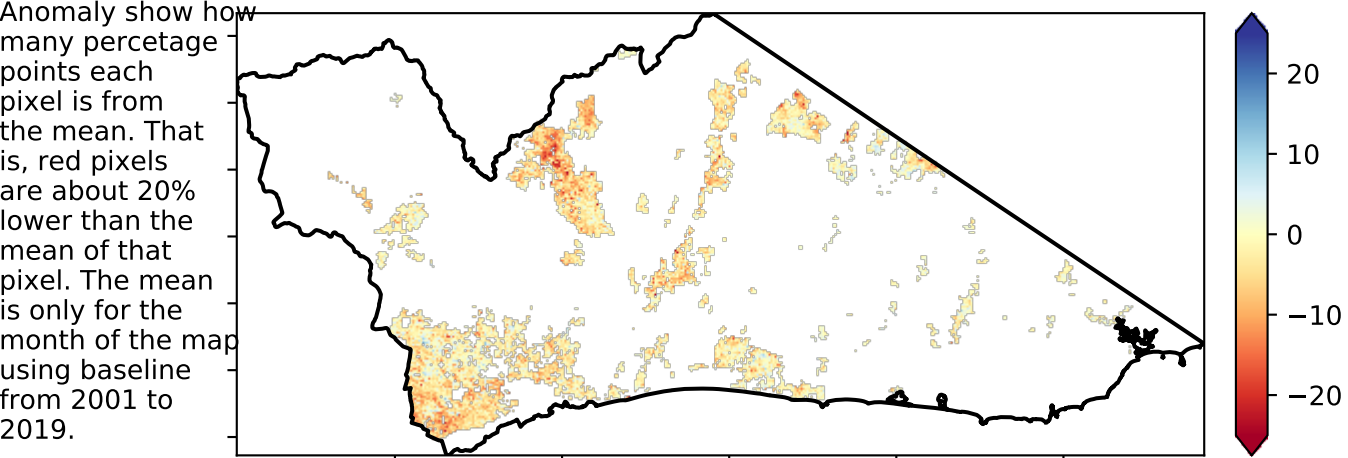 Anomaly show how
many percetage
points each
pixel is from
the mean. That
is, red pixels
are about 20%
lower than the
mean of that
pixel. The mean
is only for the
month of the map
using baseline
from 2001 to
2019.
20
10
0
−10
−20